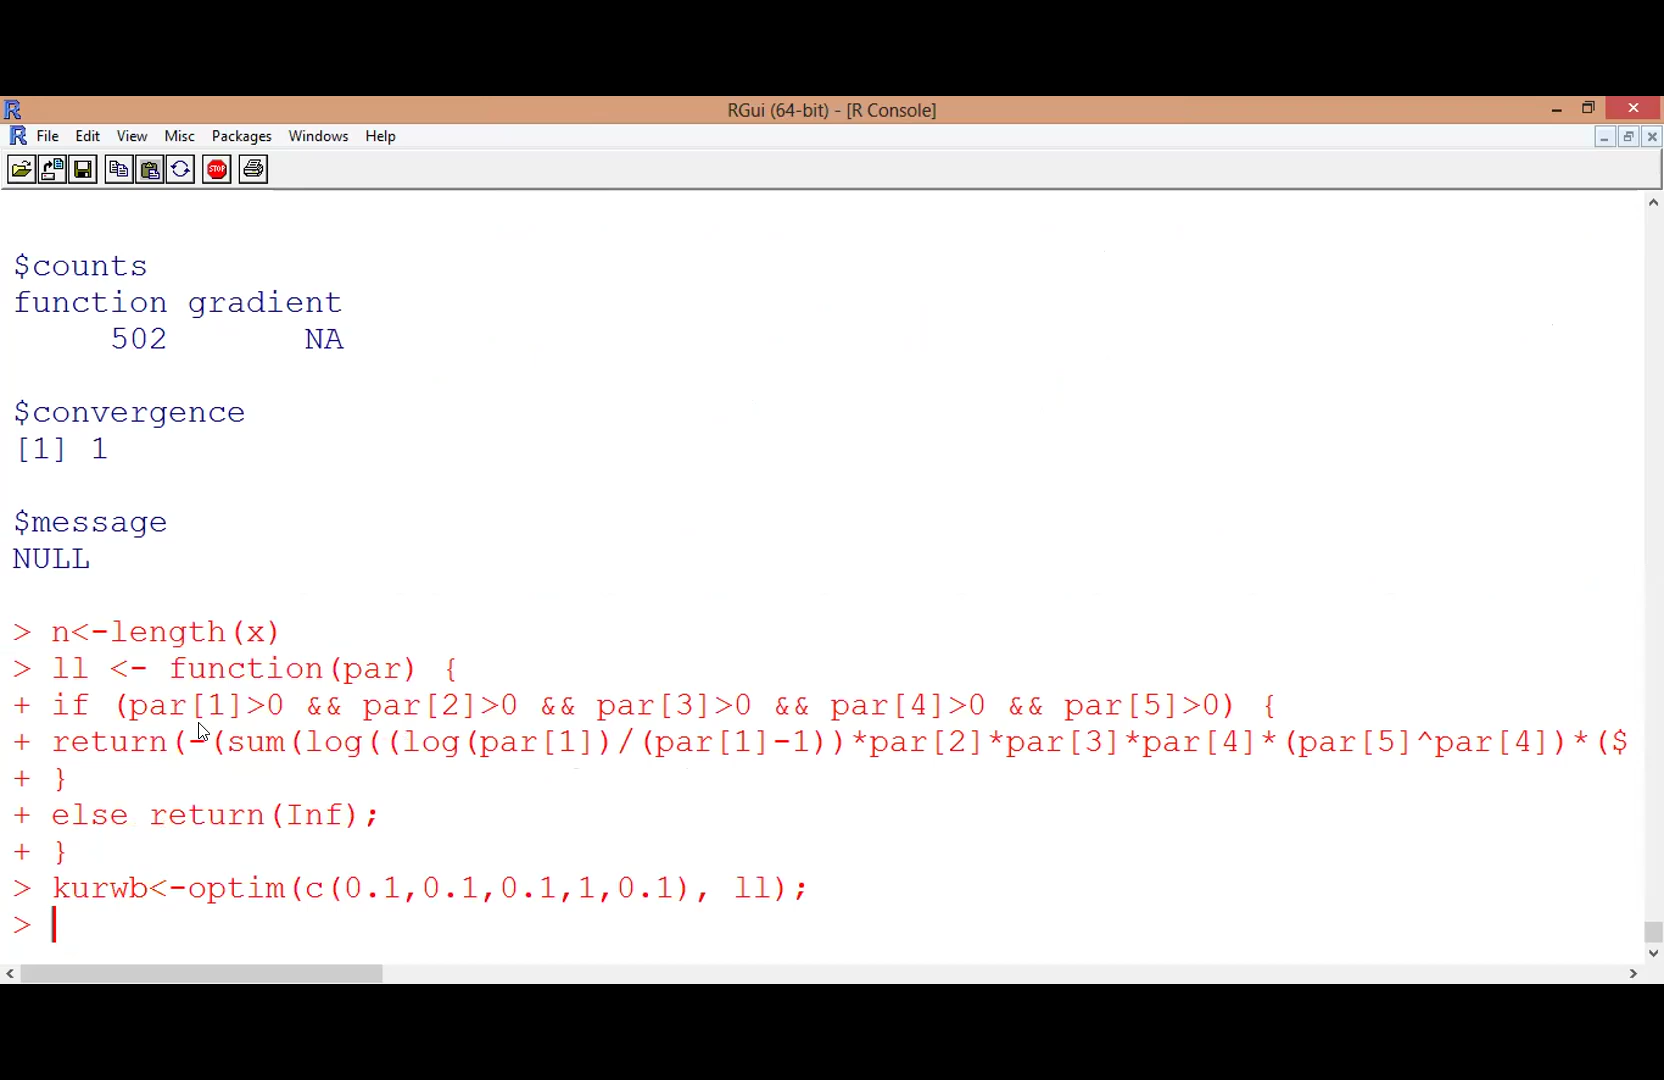 RGui (64-bit) - [R Console]
File Edit View Misc Packages Windows Help
STOP
$counts
function gradient
502 NA
$convergence
[1] 1
$message
NULL
> n<-length(x)
> ll <- function(par) {
+ if (par[1]>0 && par[2]>0 && par[3]>0 && par[4]>0 && par[5]>0) {
+ return(-(sum(log((log(par[1])/(par[1]-1))*par[2]*par[3]*par[4]*(par[5]^par[4])*($
+ }
+ else return(Inf);
+ }
> kurwb<-optim(c(0.1,0.1,0.1,1,0.1), ll);
>